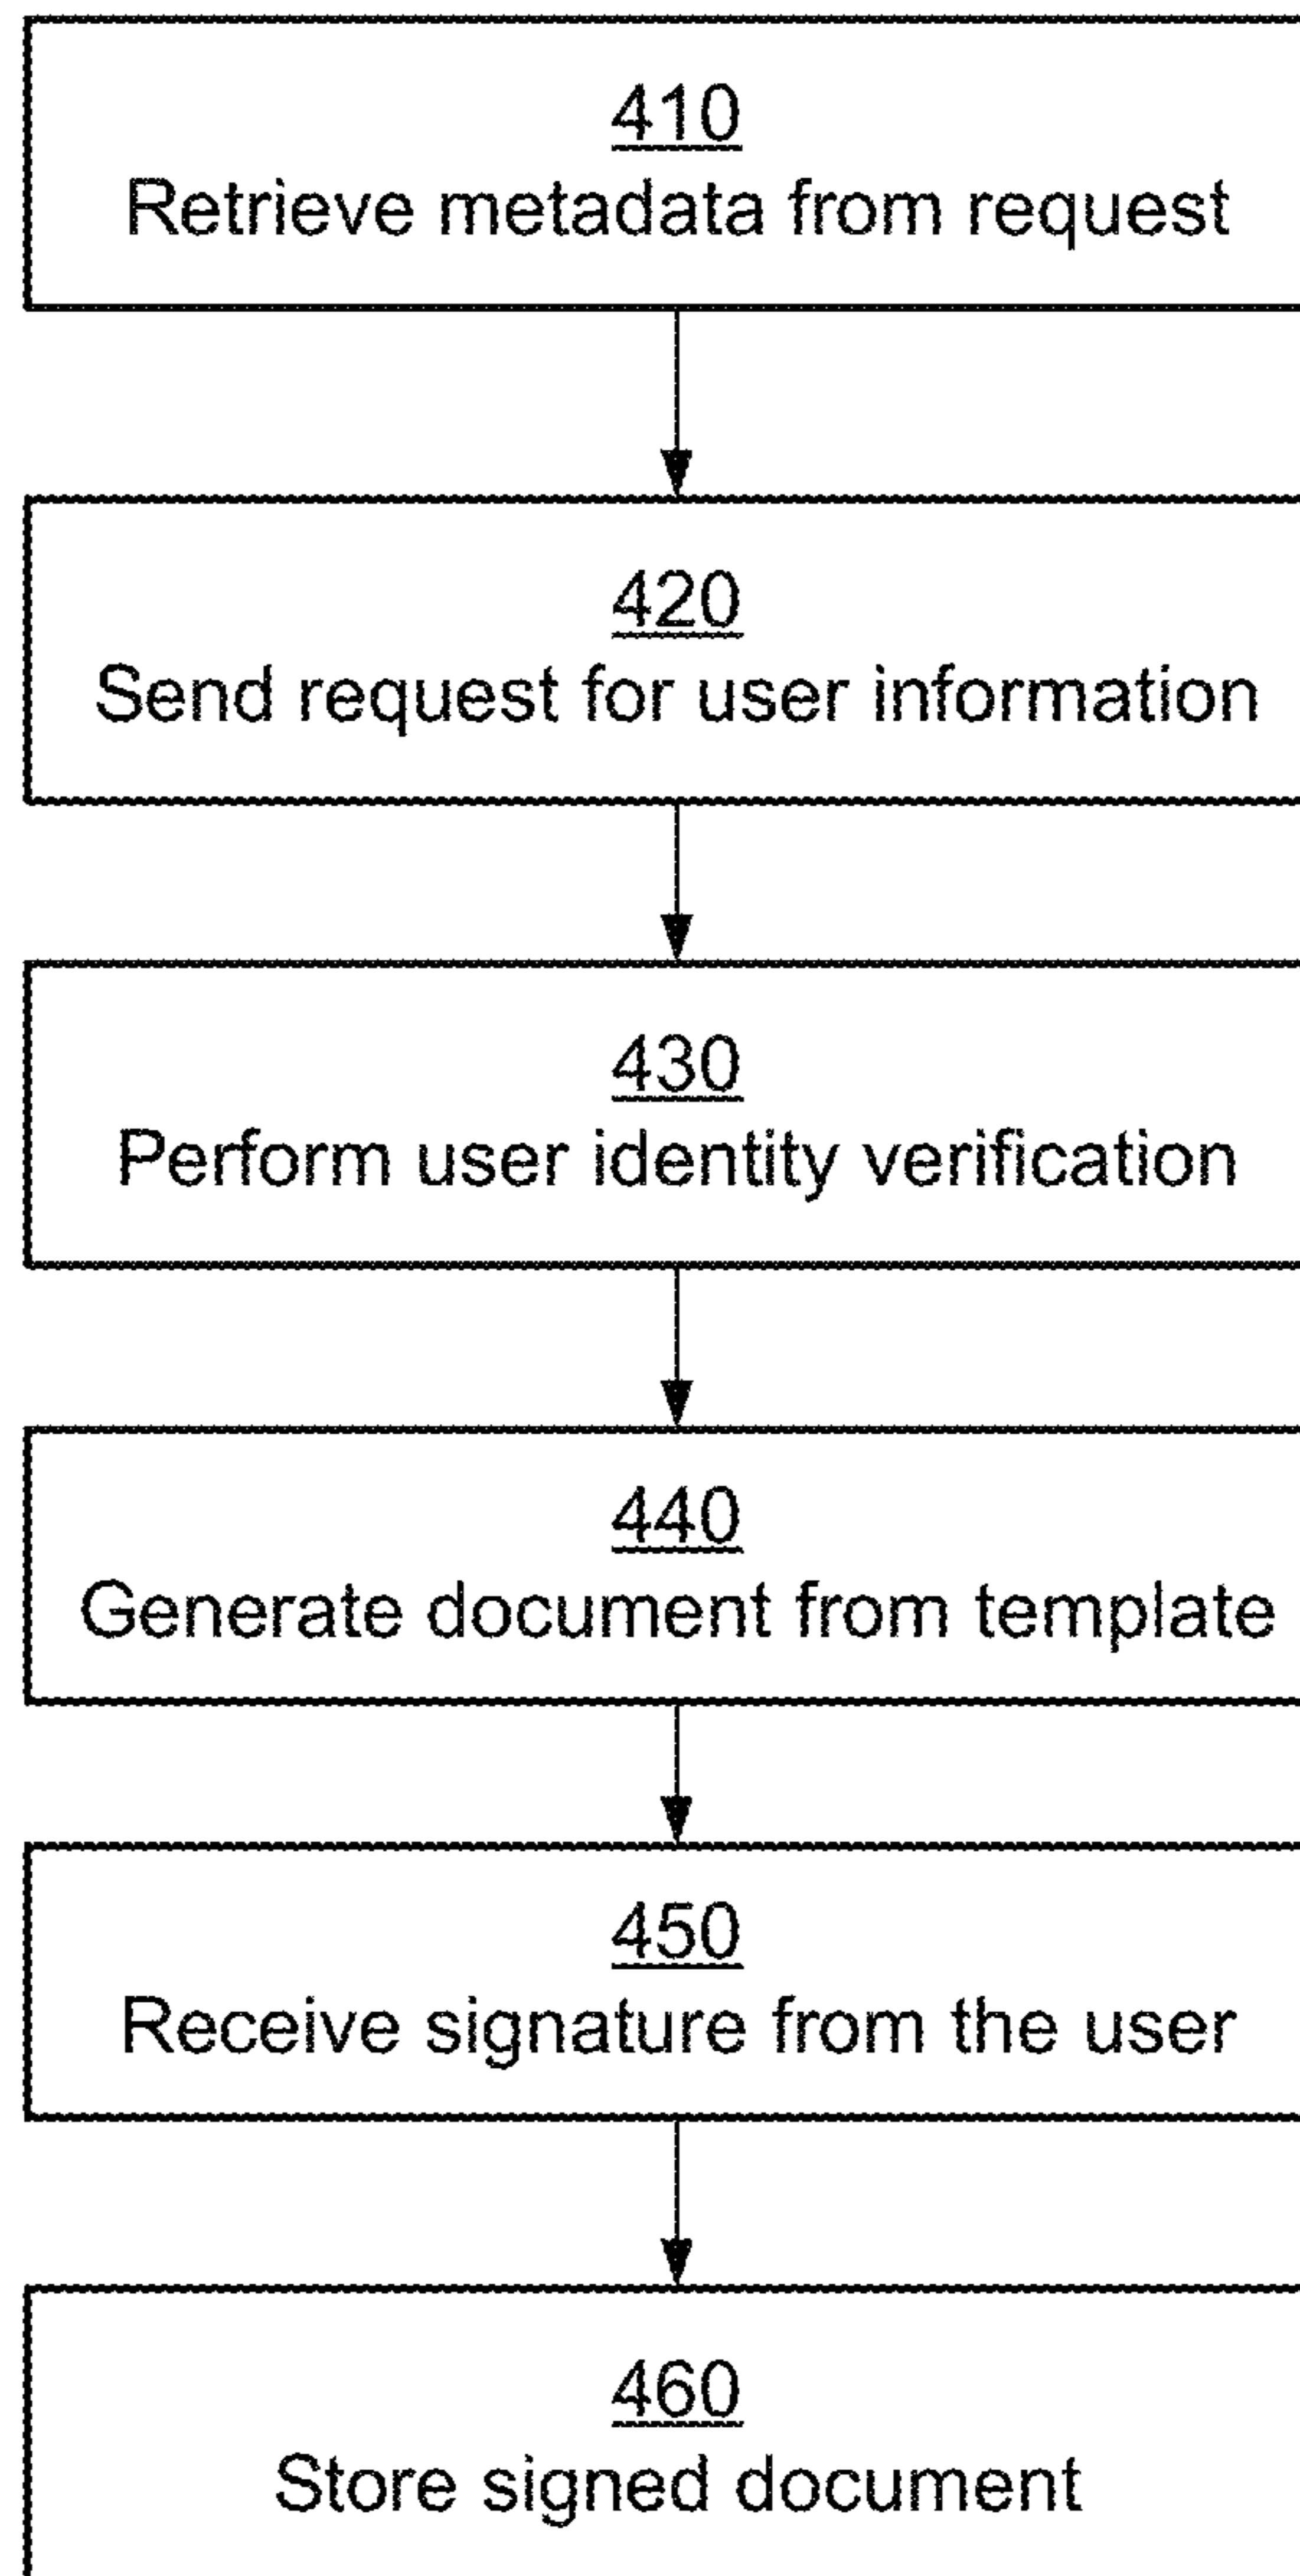 410
Retrieve metadata from request
420
Send request for user information
430
Perform user identity verification
440
Generate document from template
450
Receive signature from the user
460
Store signed document